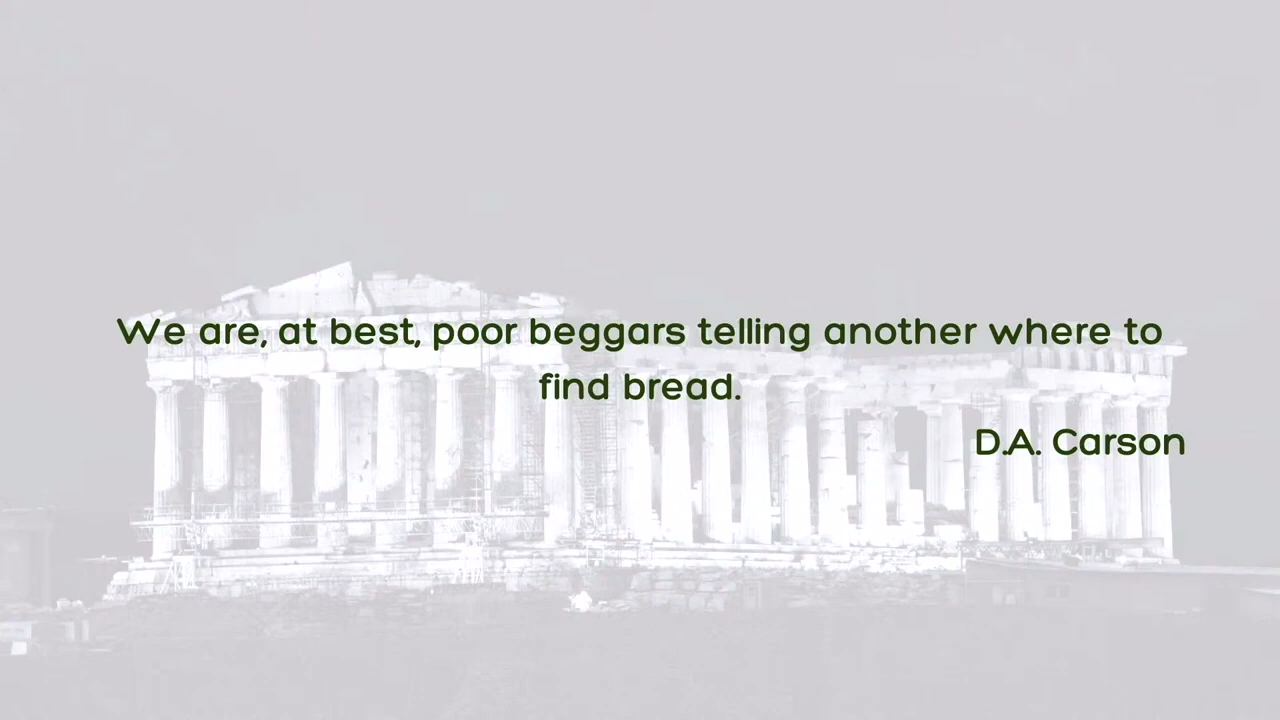 We are, at best, poor beggars telling another where to
find bread.
D.A. Carson